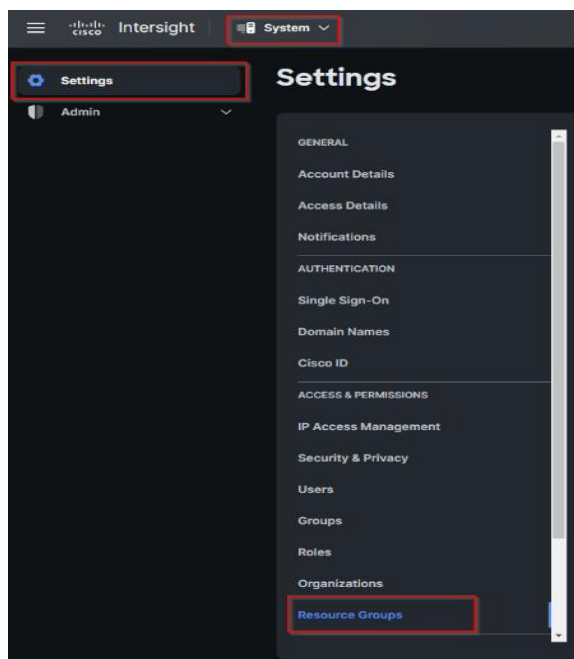 CISCO Intersight System
Settings
Admin
Settings
GENERAL
Account Details
Access Details
Notifications
AUTHENTICATION
Single Sign-On
Domain Names
Cisco ID
ACCESS & PERMISSIONS
IP Access Management
Security & Privacy
Users
Groups
Roles
Organizations
Resource Groups